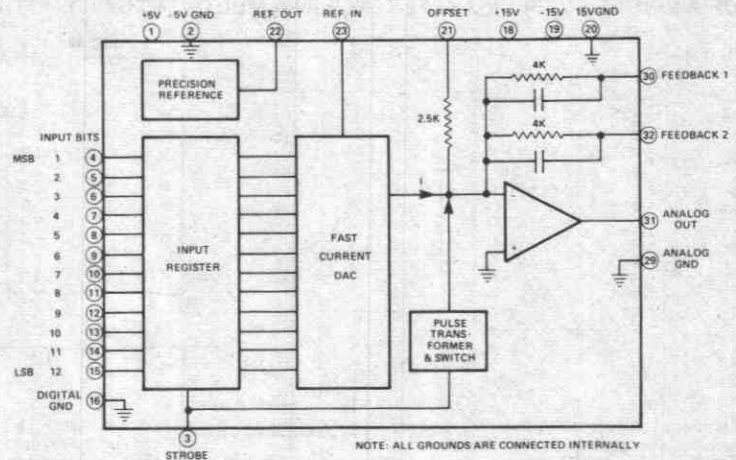 +5V 5V GND REF. OUT REF. IN OFFSET +15V -15V 15VGND
1 2 22 23 21 18 19 20
PRECISION
REFERENCE
4K
30 FEEDBACK 1
2.5K
4K
32 FEEDBACK 2
INPUT BITS
MSB 1 4
2 5
3 6
4 7
5 8
6 9
7 10
8 11
9 12
10 13
11 14
LSB 12 15
DIGITAL
GND 16
INPUT
REGISTER
FAST
CURRENT
DAC
I
-
+
31 ANALOG
OUT
29 ANALOG
GND
PULSE
TRANS-
FORMER
& SWITCH
3
STROBE
NOTE: ALL GROUNDS ARE CONNECTED INTERNALLY